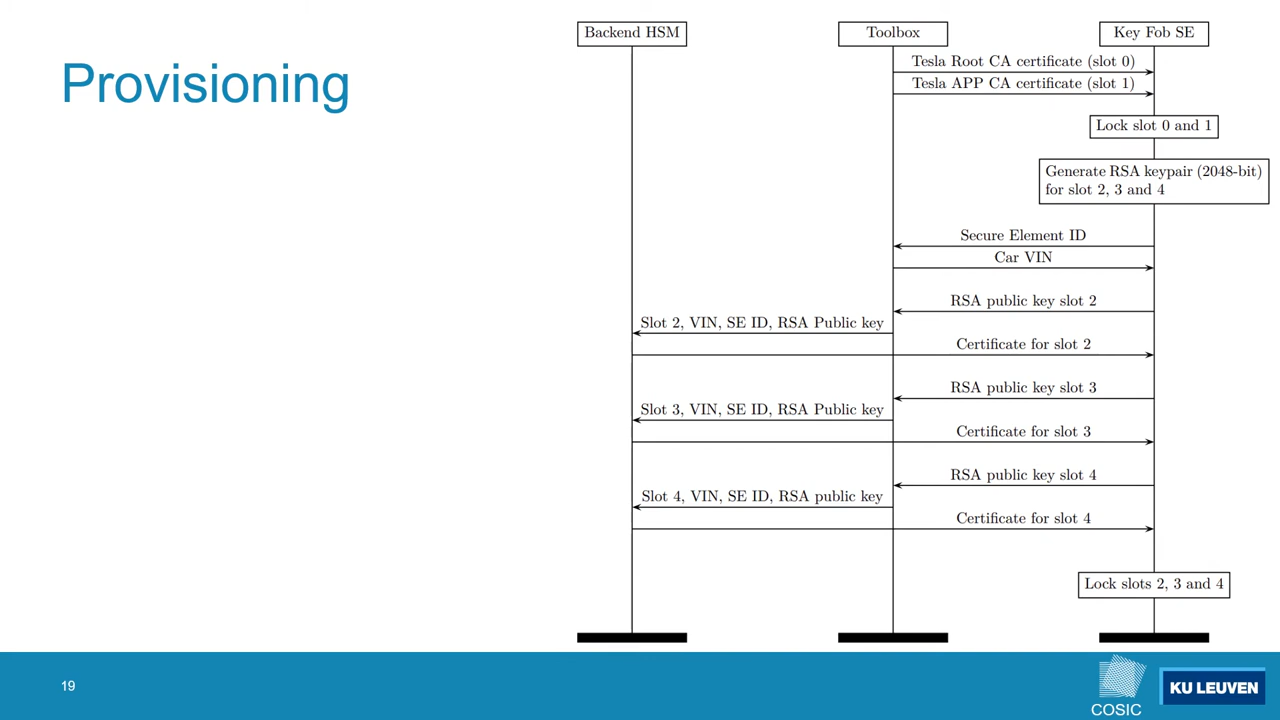 Provisioning
Backend HSM
Toolbox
Key Fob SE
Tesla Root CA certificate (slot 0)
Tesla APP CA certificate (slot 1)
Lock slot 0 and 1
Generate RSA keypair (2048-bit)
for slot 2, 3 and 4
Secure Element ID
Car VIN
RSA public key slot 2
Slot 2, VIN, SE ID, RSA Public key
Certificate for slot 2
RSA public key slot 3
Slot 3, VIN, SE ID, RSA Public key
Certificate for slot 3
RSA public key slot 4
Slot 4, VIN, SE ID, RSA public key
Certificate for slot 4
Lock slots 2, 3 and 4
19
COSIC
KU LEUVEN